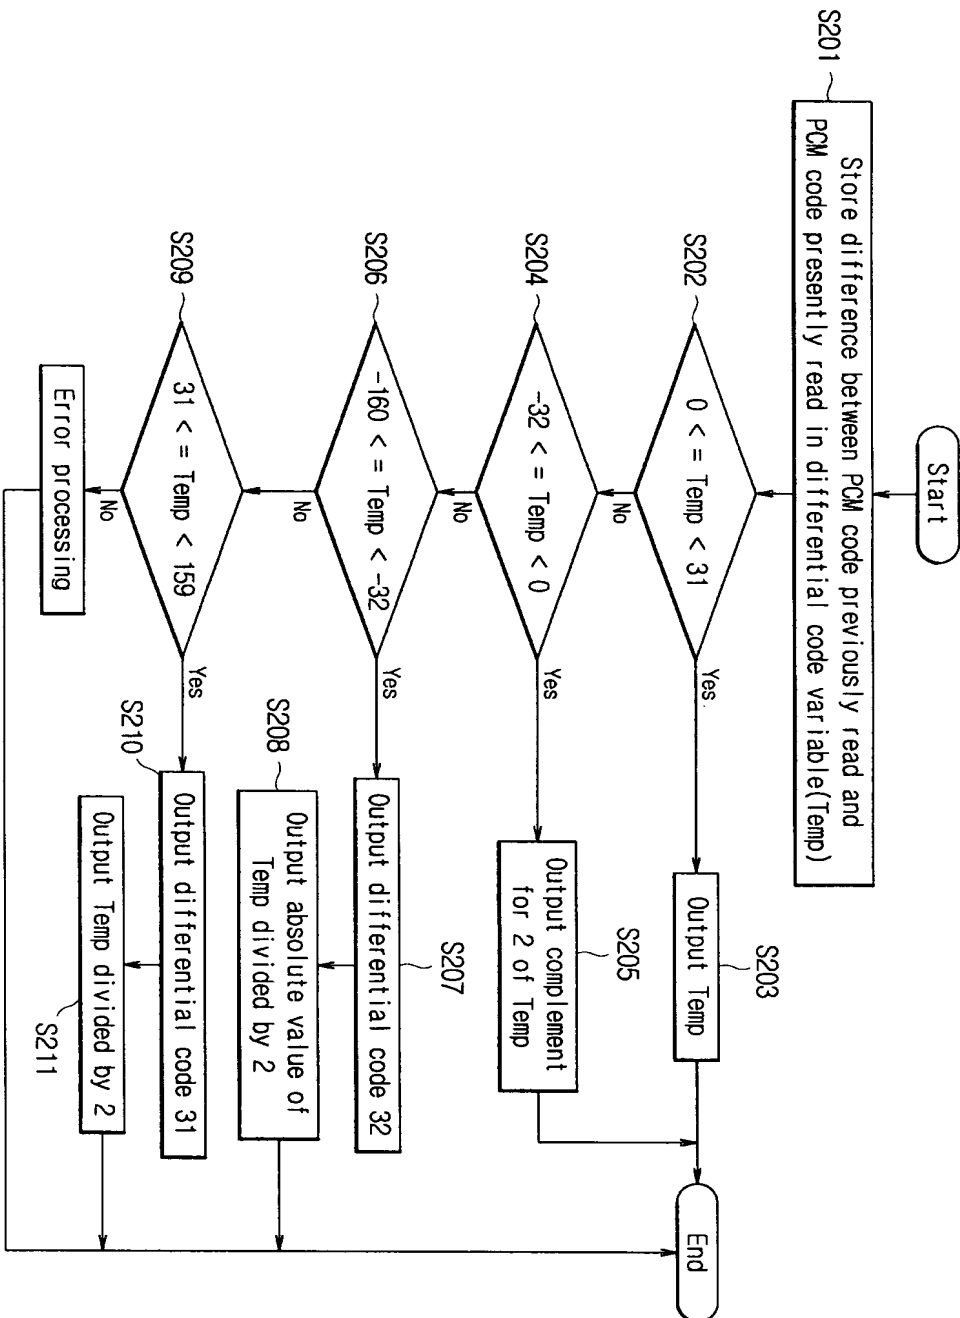 Start
S201
Store difference between PCM code previously read and
PCM code presently read in differential code variable(Temp)
S202
0 < = Temp < 31
Yes
No
S203
Output Temp
End
S204
-32 < = Temp < 0
Yes
No
S205
Output complement
for 2 of Temp
S206
-160 < = Temp < -32
Yes
No
S207
Output differential code 32
S208
Output absolute value of
Temp divided by 2
S209
31 < = Temp < 159
Yes
No
S210
Output differential code 31
S211
Output Temp divided by 2
Error processing